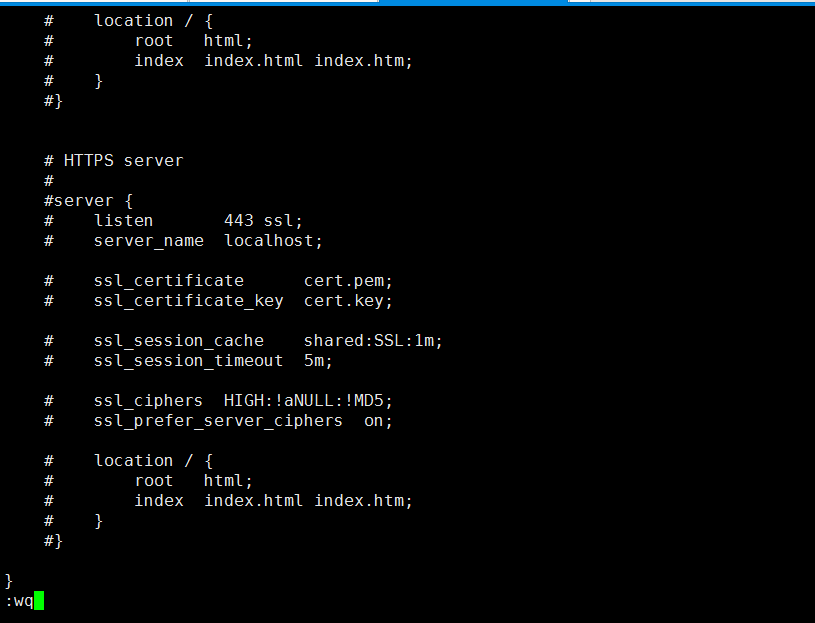 #    location / {
    #        root   html;
    #        index  index.html index.htm;
    #    }
    #}


    # HTTPS server
    #
    #server {
    #    listen       443 ssl;
    #    server_name  localhost;

    #    ssl_certificate      cert.pem;
    #    ssl_certificate_key  cert.key;

    #    ssl_session_cache    shared:SSL:1m;
    #    ssl_session_timeout  5m;

    #    ssl_ciphers  HIGH:!aNULL:!MD5;
    #    ssl_prefer_server_ciphers  on;

    #    location / {
    #        root   html;
    #        index  index.html index.htm;
    #    }
    #}

}
:wq